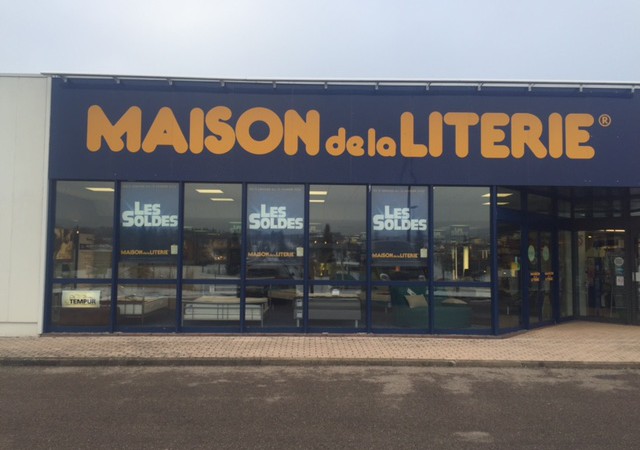 MAISON de la LITERIE ®
LES
SOLDES
MAISON de la LITERIE
LES
SOLDES
MAISON de la LITERIE
LES
SOLDES
MAISON de la LITERIE
TEMPUR